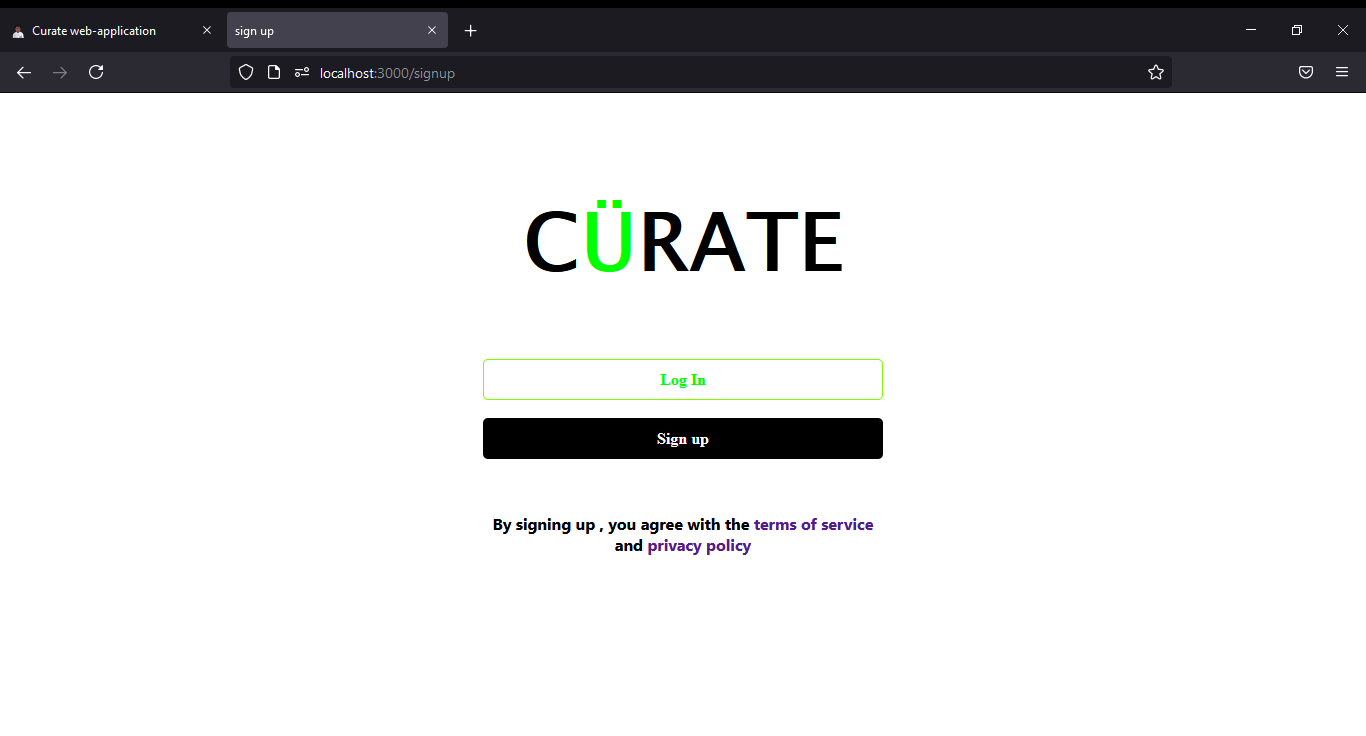 Curate web-application
sign up
localhost:3000/signup
CÜRATE
Log In
Sign up
By signing up , you agree with the terms of service
and privacy policy